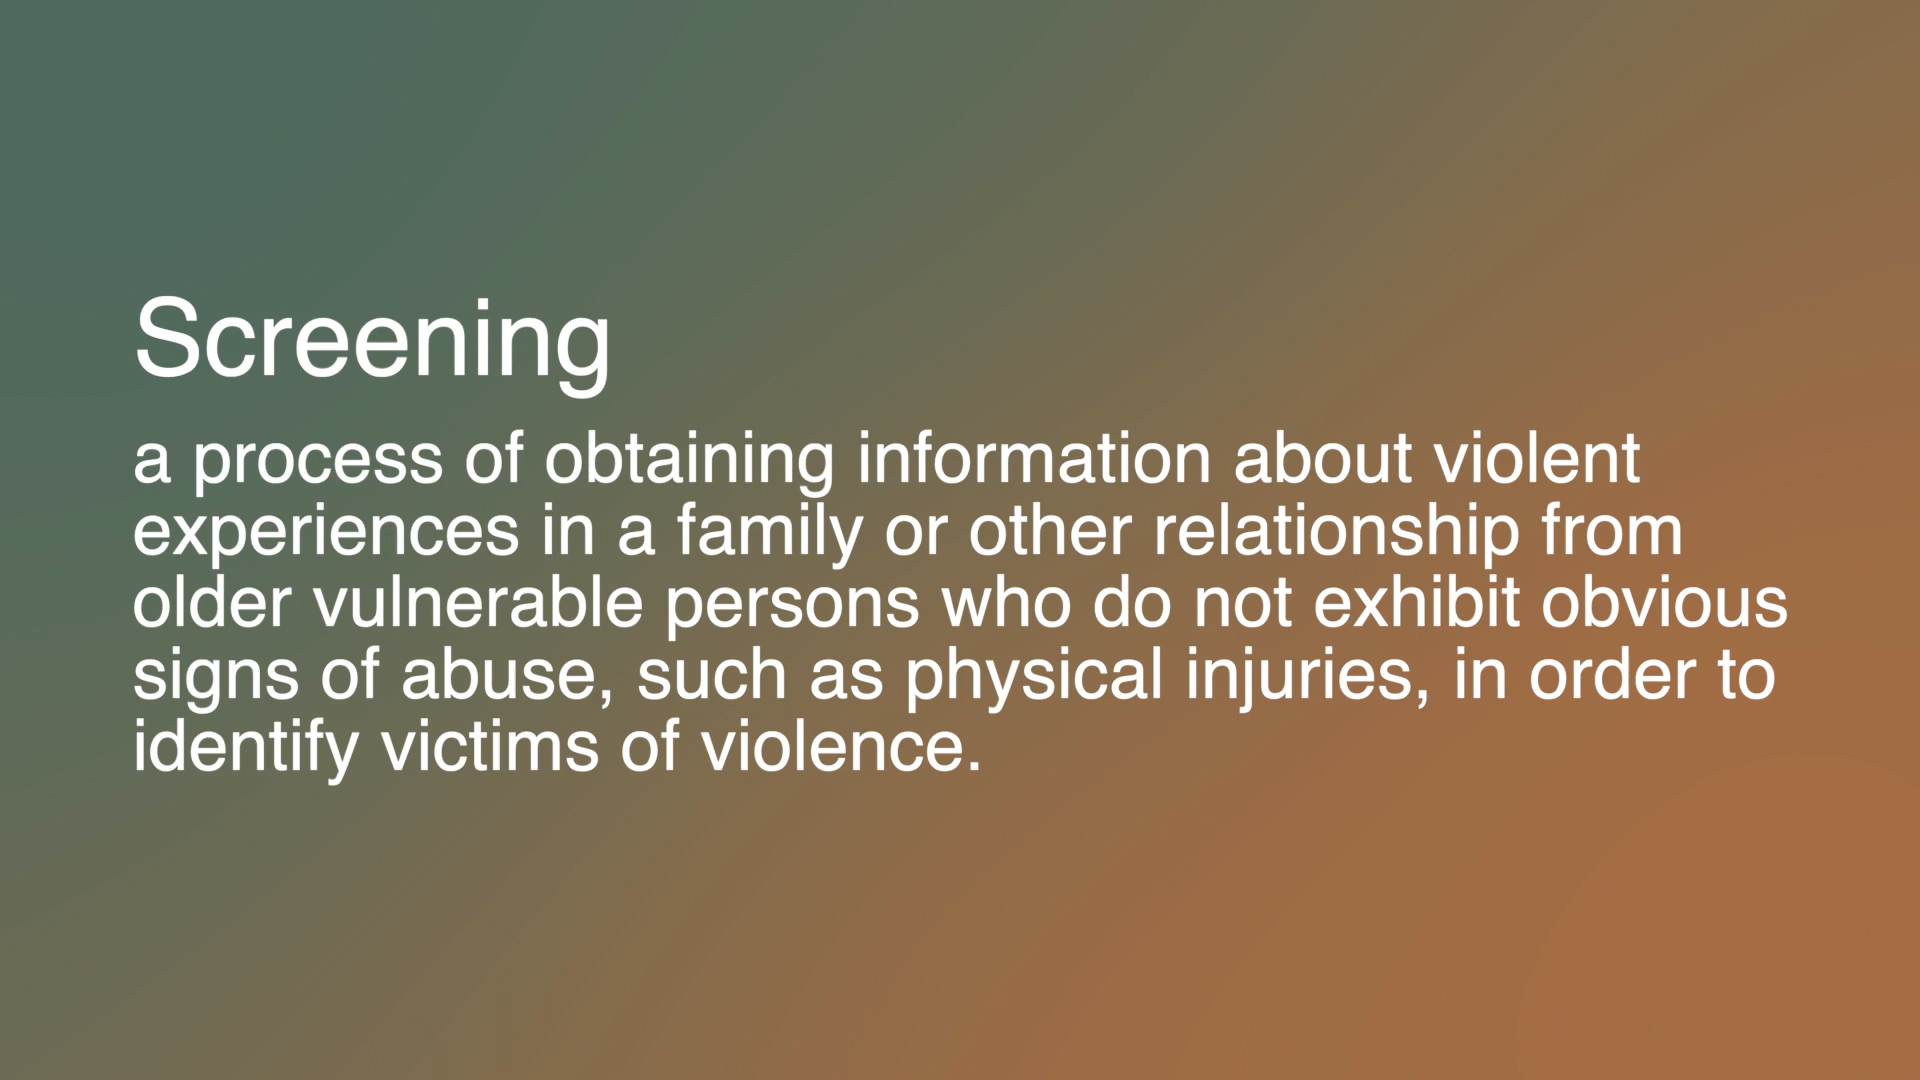 Screening
a process of obtaining information about violent
experiences in a family or other relationship from
older vulnerable persons who do not exhibit obvious
signs of abuse, such as physical injuries, in order to
identify victims of violence.